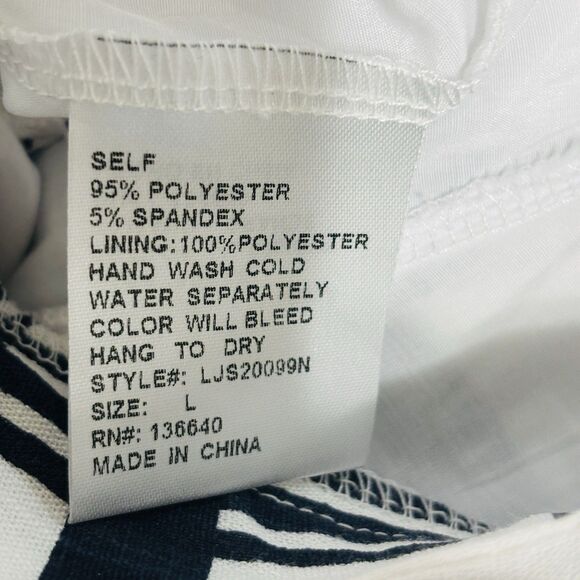 SELF
95% POLYESTER
5% SPANDEX
LINING:100%POLYESTER
HAND WASH COLD
WATER SEPARATELY
COLOR WILL BLEED
HANG TO DRY
STYLE#: LJS20099N
SIZE: L
RN#: 136640
MADE IN CHINA